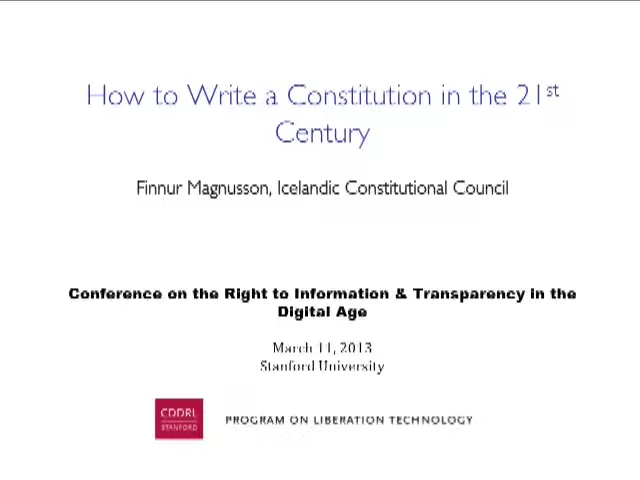 How to Write a Constitution in the 21st
Century
Finnur Magnusson, Icelandic Constitutional Council
Conference on the Right to Information & Transparency in the
Digital Age
March 11, 2013
Stanford University
CDDRL
STANFORD
PROGRAM ON LIBERATION TECHNOLOGY